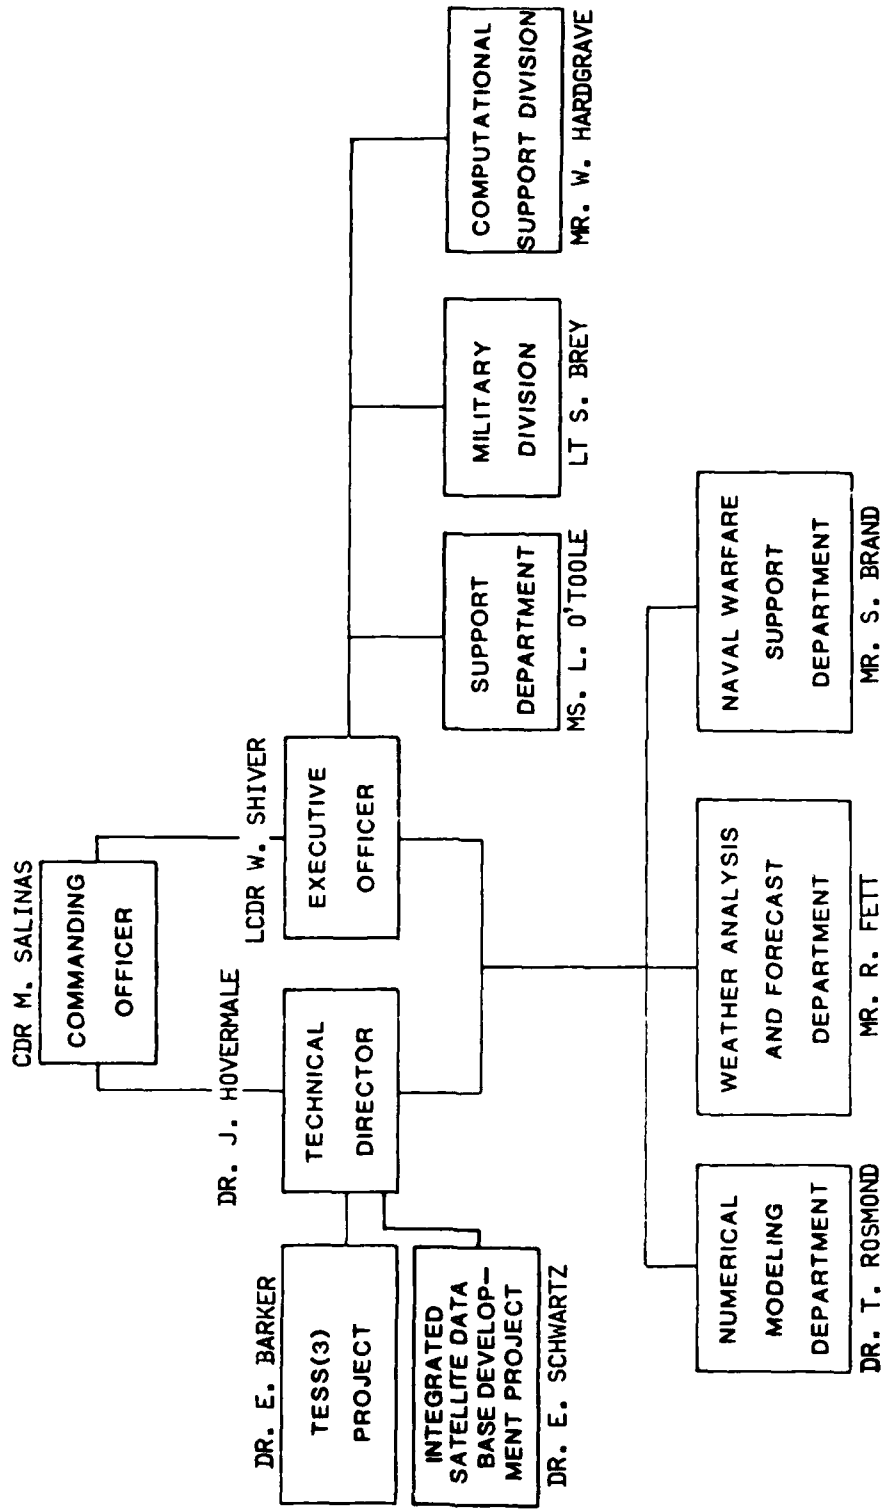 CDR M. SALINAS
COMMANDING
OFFICER
DR. J. HOVERMALE
TECHNICAL
DIRECTOR
LCDR W. SHIVER
EXECUTIVE
OFFICER
DR. E. BARKER
TESS(3)
PROJECT
INTEGRATED
SATELLITE DATA
BASE DEVELOP—
MENT PROJECT
DR. E. SCHWARTZ
SUPPORT
DEPARTMENT
MS. L. O'TOOLE
MILITARY
DIVISION
LT S. BREY
COMPUTATIONAL
SUPPORT DIVISION
MR. W. HARDGRAVE
NUMERICAL
MODELING
DEPARTMENT
DR. T. ROSMOND
WEATHER ANALYSIS
AND FORECAST
DEPARTMENT
MR. R. FETT
NAVAL WARFARE
SUPPORT
DEPARTMENT
MR. S. BRAND